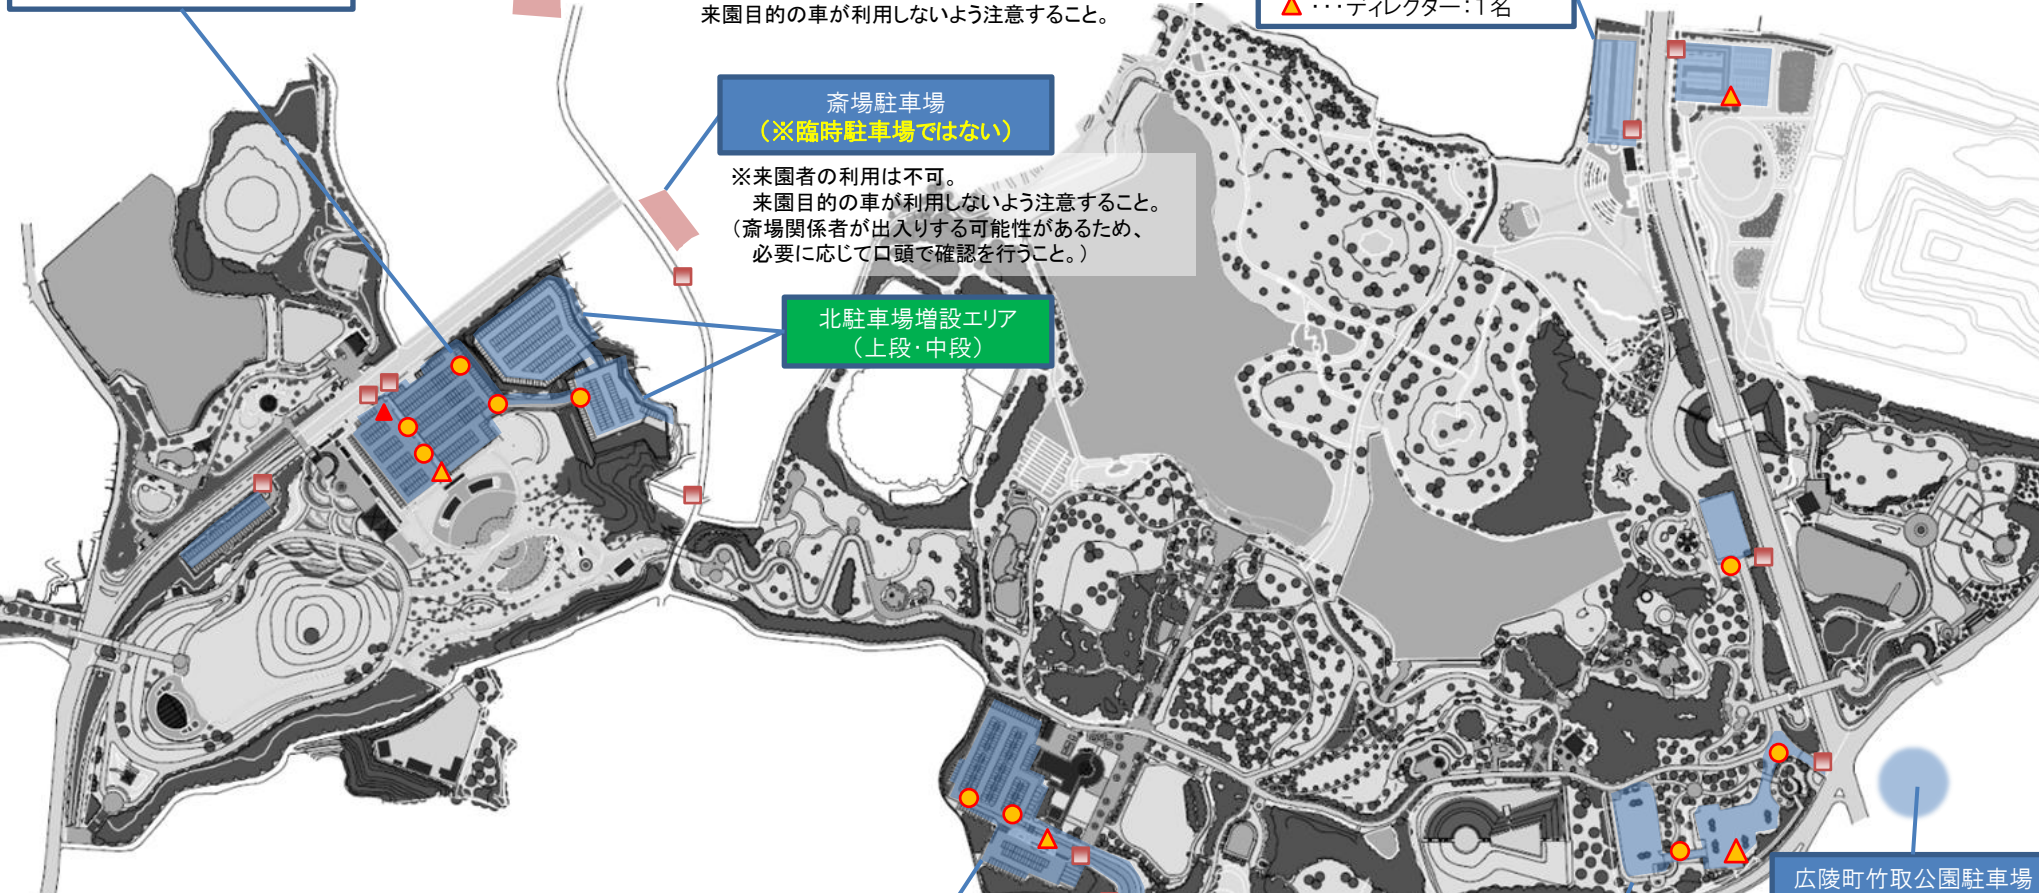 来園目的の車が利用しないよう注意すること。
▲・・・ディレクター：1名
斎場駐車場
（※臨時駐車場ではない）
※来園者の利用は不可。
来園目的の車が利用しないよう注意すること。
（斎場関係者が出入りする可能性があるため、
必要に応じて口頭で確認を行うこと。）
北駐車場増設エリア
（上段・中段）
広陵町竹取公園駐車場